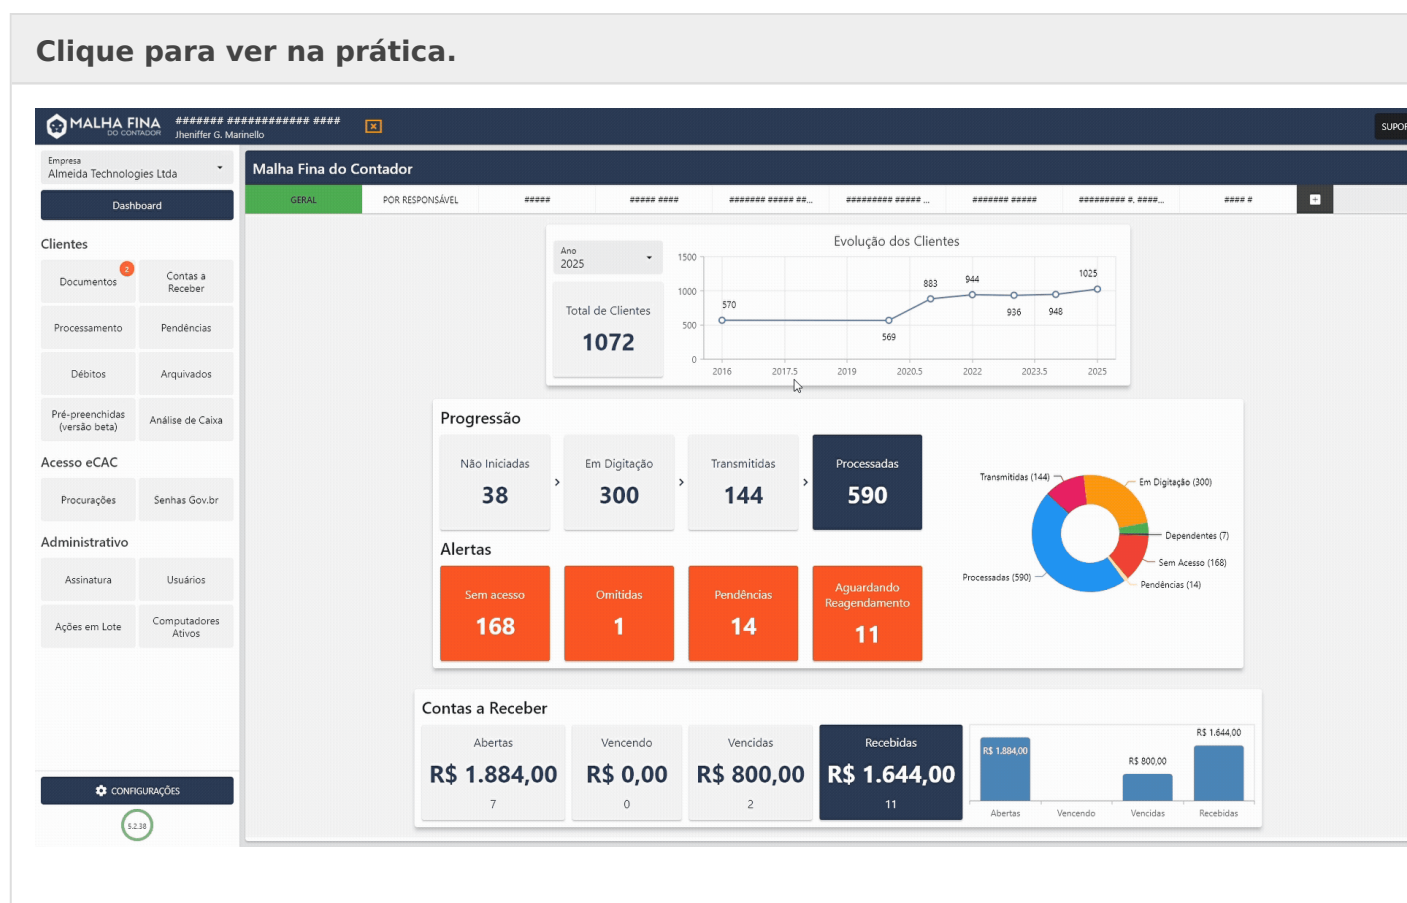 Clique para ver na prática.
MALHA FINA
DO CONTADOR
####### ############ ####
Jheniffer G. Marinello
SUPOR
Empresa
Almeida Technologies Ltda
Dashboard
Clientes
Documentos
2
Contas a
Receber
Processamento
Pendências
Débitos
Arquivados
Pré-preenchidas
(versão beta)
Análise de Caixa
Acesso eCAC
Procurações
Senhas Gov.br
Administrativo
Assinatura
Usuários
Ações em Lote
Computadores
Ativos
CONFIGURAÇÕES
5.2.38
Malha Fina do Contador
GERAL
POR RESPONSÁVEL
#####
##### ####
####### ##### ##...
######### ##### ...
####### #####
######### #. ####...
#### #
Ano
2025
Total de Clientes
1072
Evolução dos Clientes
1500
1000
500
0
570
569
883
944
936
948
1025
2016
2017.5
2019
2020.5
2022
2023.5
2025
Progressão
Não Iniciadas
38
Em Digitação
300
Transmitidas
144
Processadas
590
Alertas
Sem acesso
168
Omitidas
1
Pendências
14
Aguardando
Reagendamento
11
Transmitidas (144)
Em Digitação (300)
Dependentes (7)
Sem Acesso (168)
Pendências (14)
Processadas (590)
Contas a Receber
Abertas
R$ 1.884,00
7
Vencendo
R$ 0,00
0
Vencidas
R$ 800,00
2
Recebidas
R$ 1.644,00
11
R$ 1.884,00
R$ 800,00
R$ 1.644,00
Abertas
Vencendo
Vencidas
Recebidas